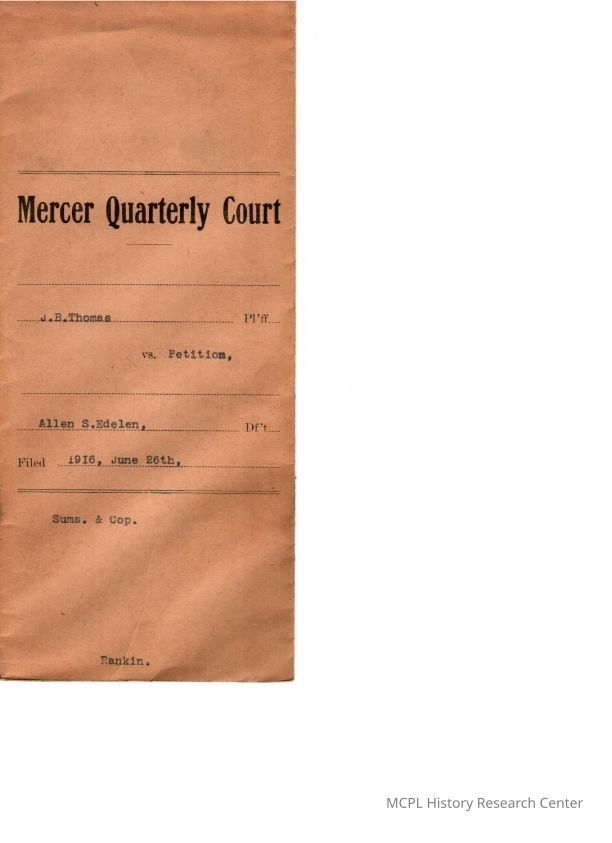 Mercer Quarterly Court
J.B.Thomas Pl'ff
vs. Petition,
Allen S.Edelen, Df't
Filed 1916, June 26th,
Sums. & Cop.
Rankin.
MCPL History Research Center